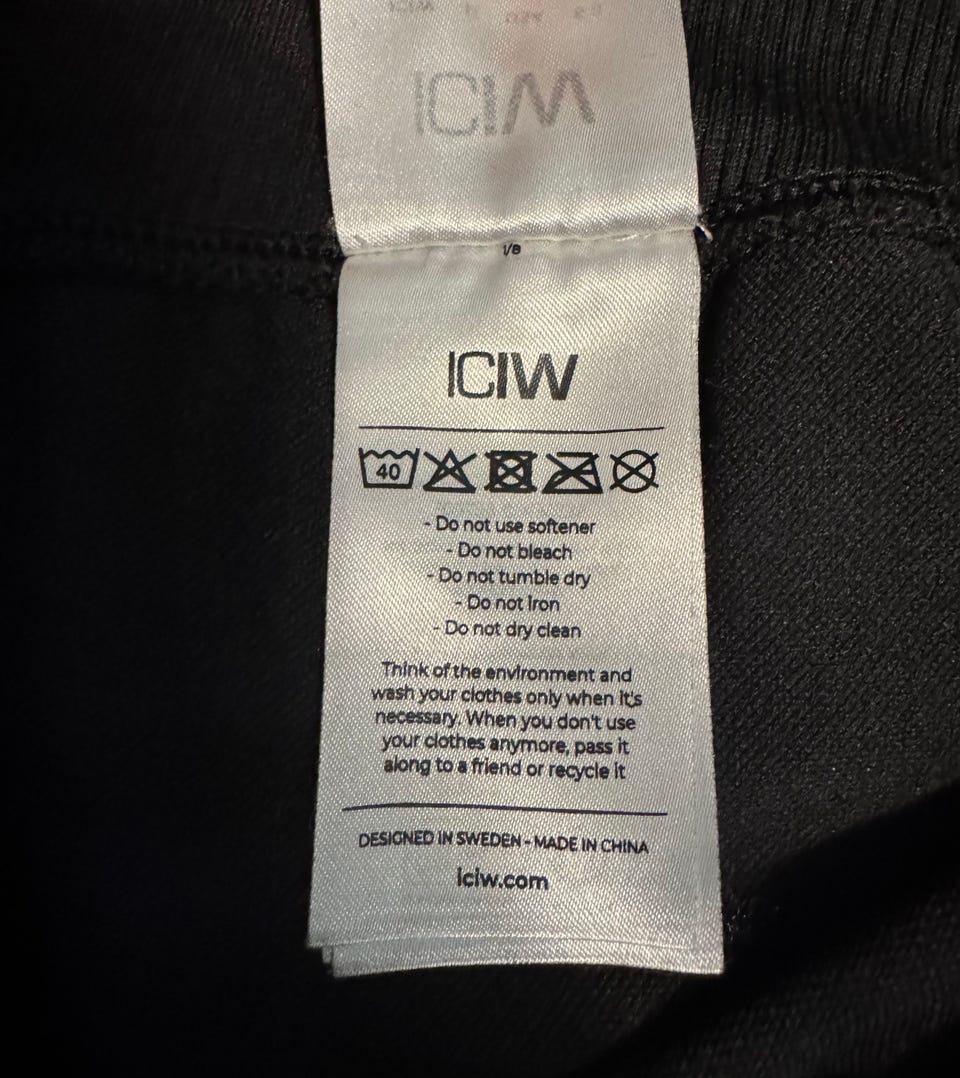 ICIW
1/8
ICIW
40
- Do not use softener
- Do not bleach
- Do not tumble dry
- Do not iron
- Do not dry clean
Think of the environment and
wash your clothes only when it's
necessary. When you don't use
your clothes anymore, pass it
along to a friend or recycle it
DESIGNED IN SWEDEN - MADE IN CHINA
iciw.com